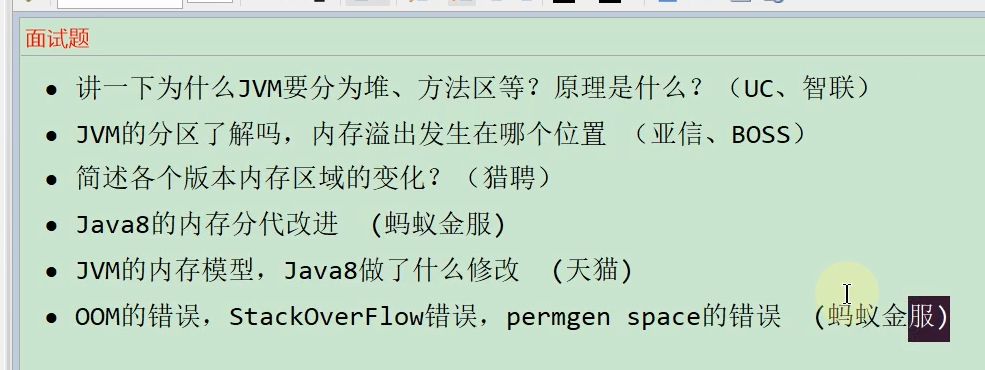 面试题
• 讲一下为什么JVM要分为堆、方法区等？原理是什么？（UC、智联）
• JVM的分区了解吗，内存溢出发生在哪个位置 （亚信、BOSS）
• 简述各个版本内存区域的变化？（猎聘）
• Java8的内存分代改进 (蚂蚁金服)
• JVM的内存模型，Java8做了什么修改 (天猫)
• OOM的错误，StackOverFlow错误，permgen space的错误 (蚂蚁金服)